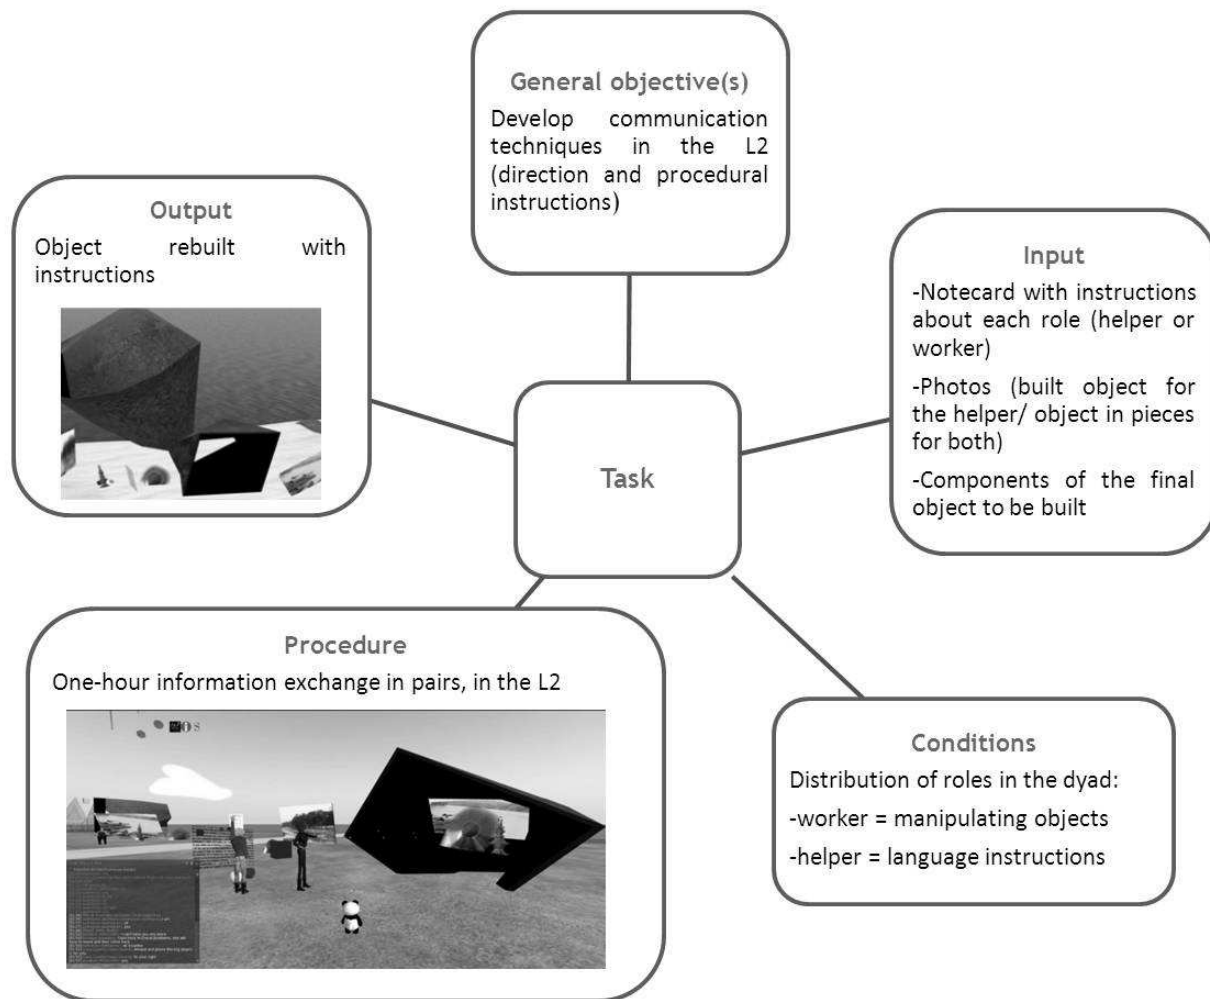 General objective(s)
Develop communication
techniques in the L2
(direction and procedural
instructions)
Output
Object rebuilt with
instructions
Input
-Notecard with instructions
about each role (helper or
worker)
-Photos (built object for
the helper/ object in pieces
for both)
-Components of the final
object to be built
Task
Procedure
One-hour information exchange in pairs, in the L2
Conditions
Distribution of roles in the dyad:
-worker = manipulating objects
-helper = language instructions